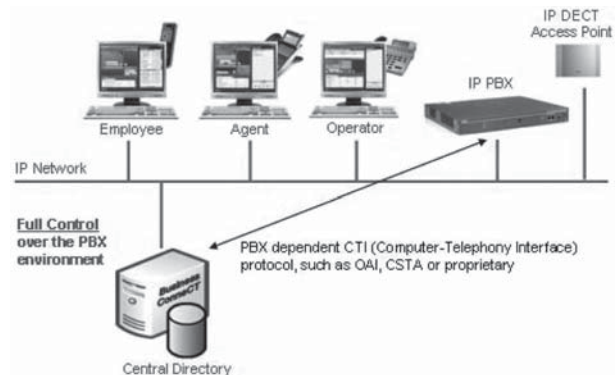 IP DECT
Access Point
IP PBX
Employee
Agent
Operator
IP Network
Full Control
over the PBX
environment
PBX dependent CTI (Computer-Telephony Interface)
protocol, such as OAI, CSTA or proprietary
Business
ConneCT
Central Directory